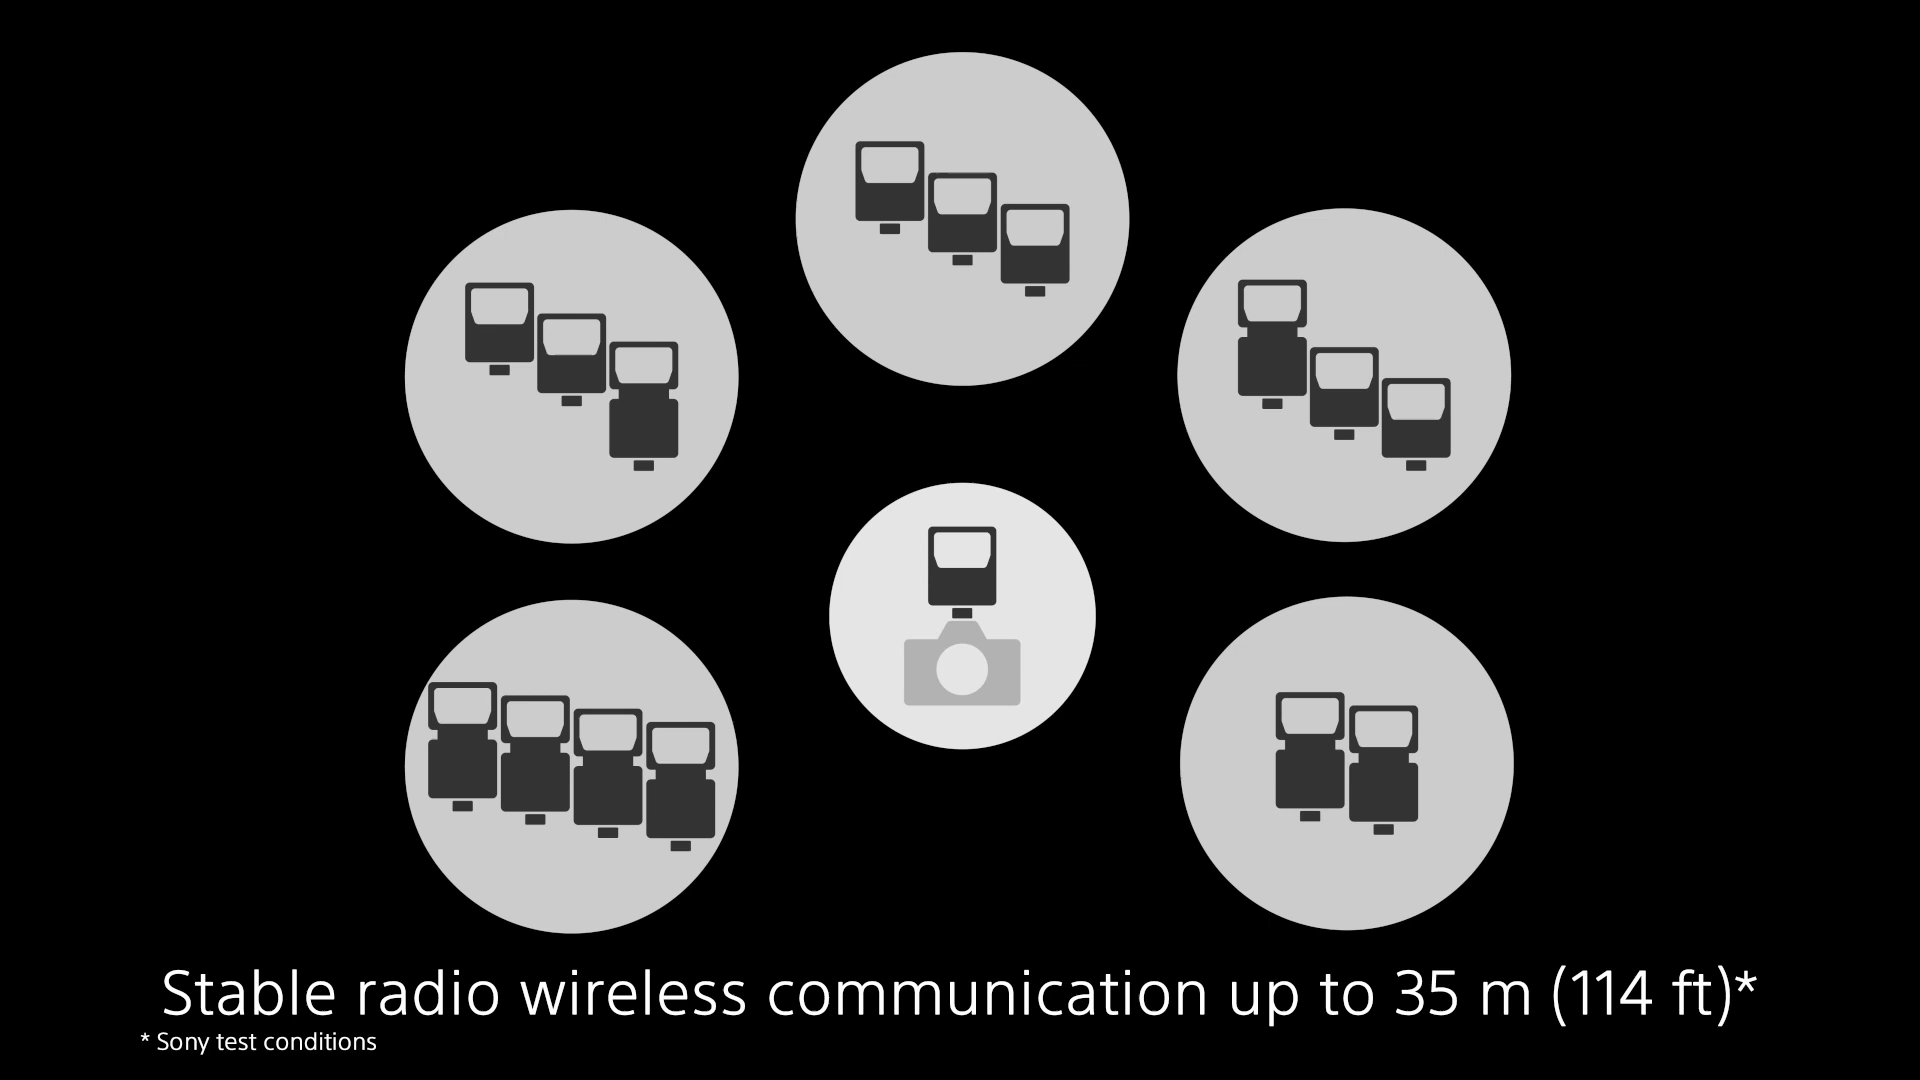 Stable radio wireless communication up to 35 m (114 ft)*
* Sony test conditions